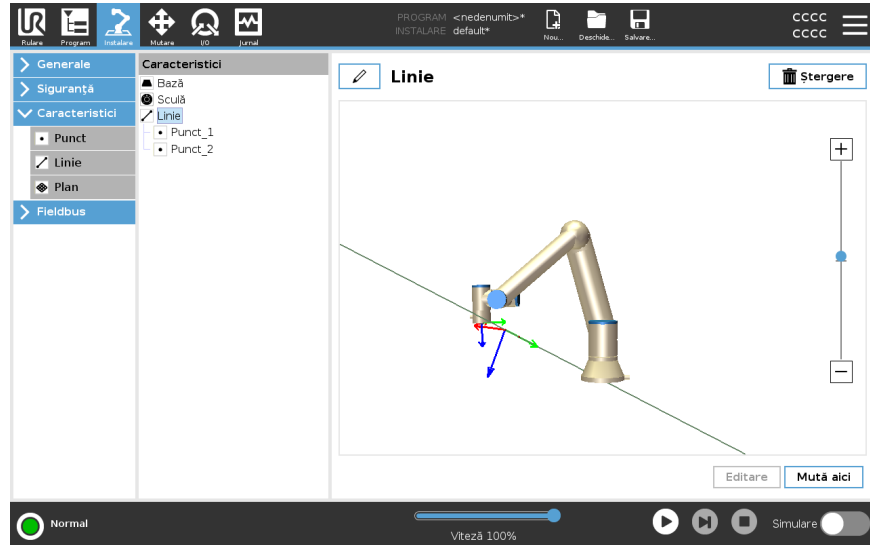 UR
PROGRAM <nedenumit>*
INSTALARE default*
CCCC
CCCC
Rulare Program Instalare Mutare I/O Jurnal Nou... Deschide... Salvare...
Generale
Siguranță
Caracteristici
Punct
Linie
Plan
Fieldbus
Caracteristici
Bază
Sculă
Linie
Punct_1
Punct_2
Linie
Ștergere
Editare Mută aici
Normal
Viteză 100%
Simulare